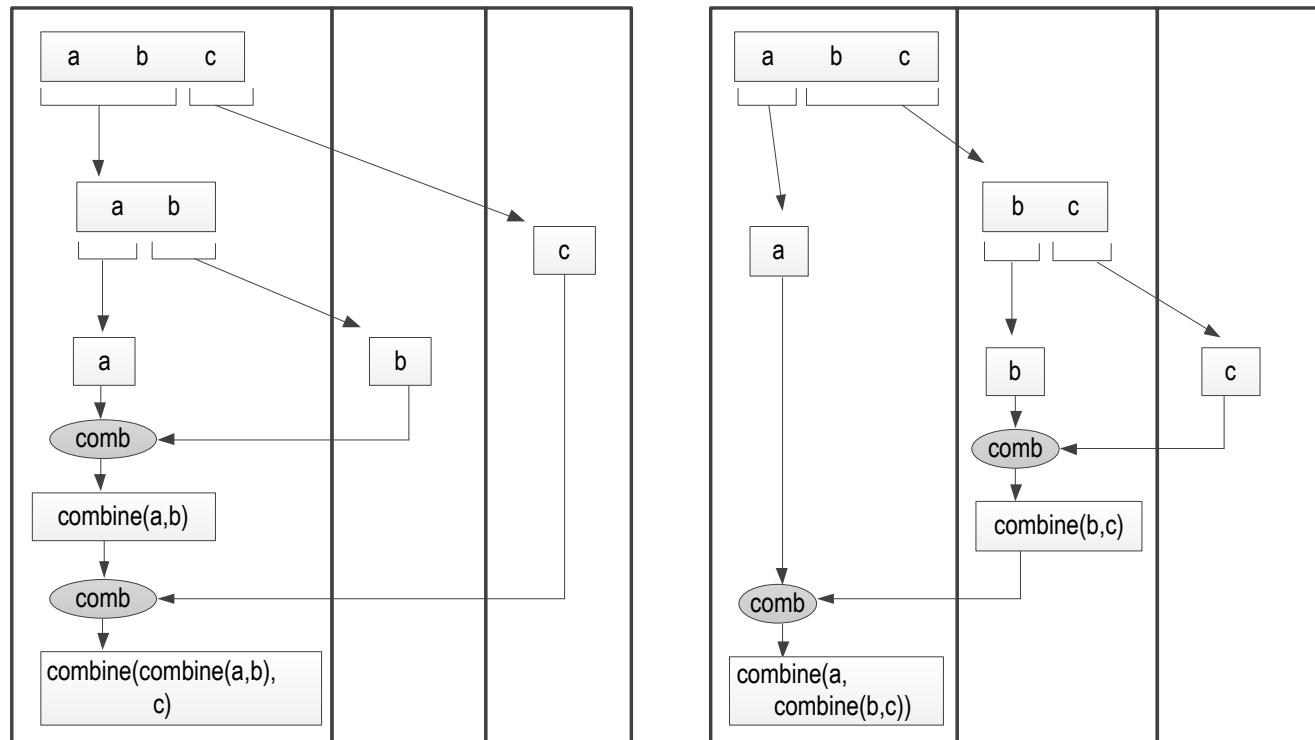 a b c
a b
c
a
b
comb
combine(a,b)
comb
combine(combine(a,b),
c)
a b c
b c
a
b
c
comb
combine(b,c)
comb
combine(a,
combine(b,c))